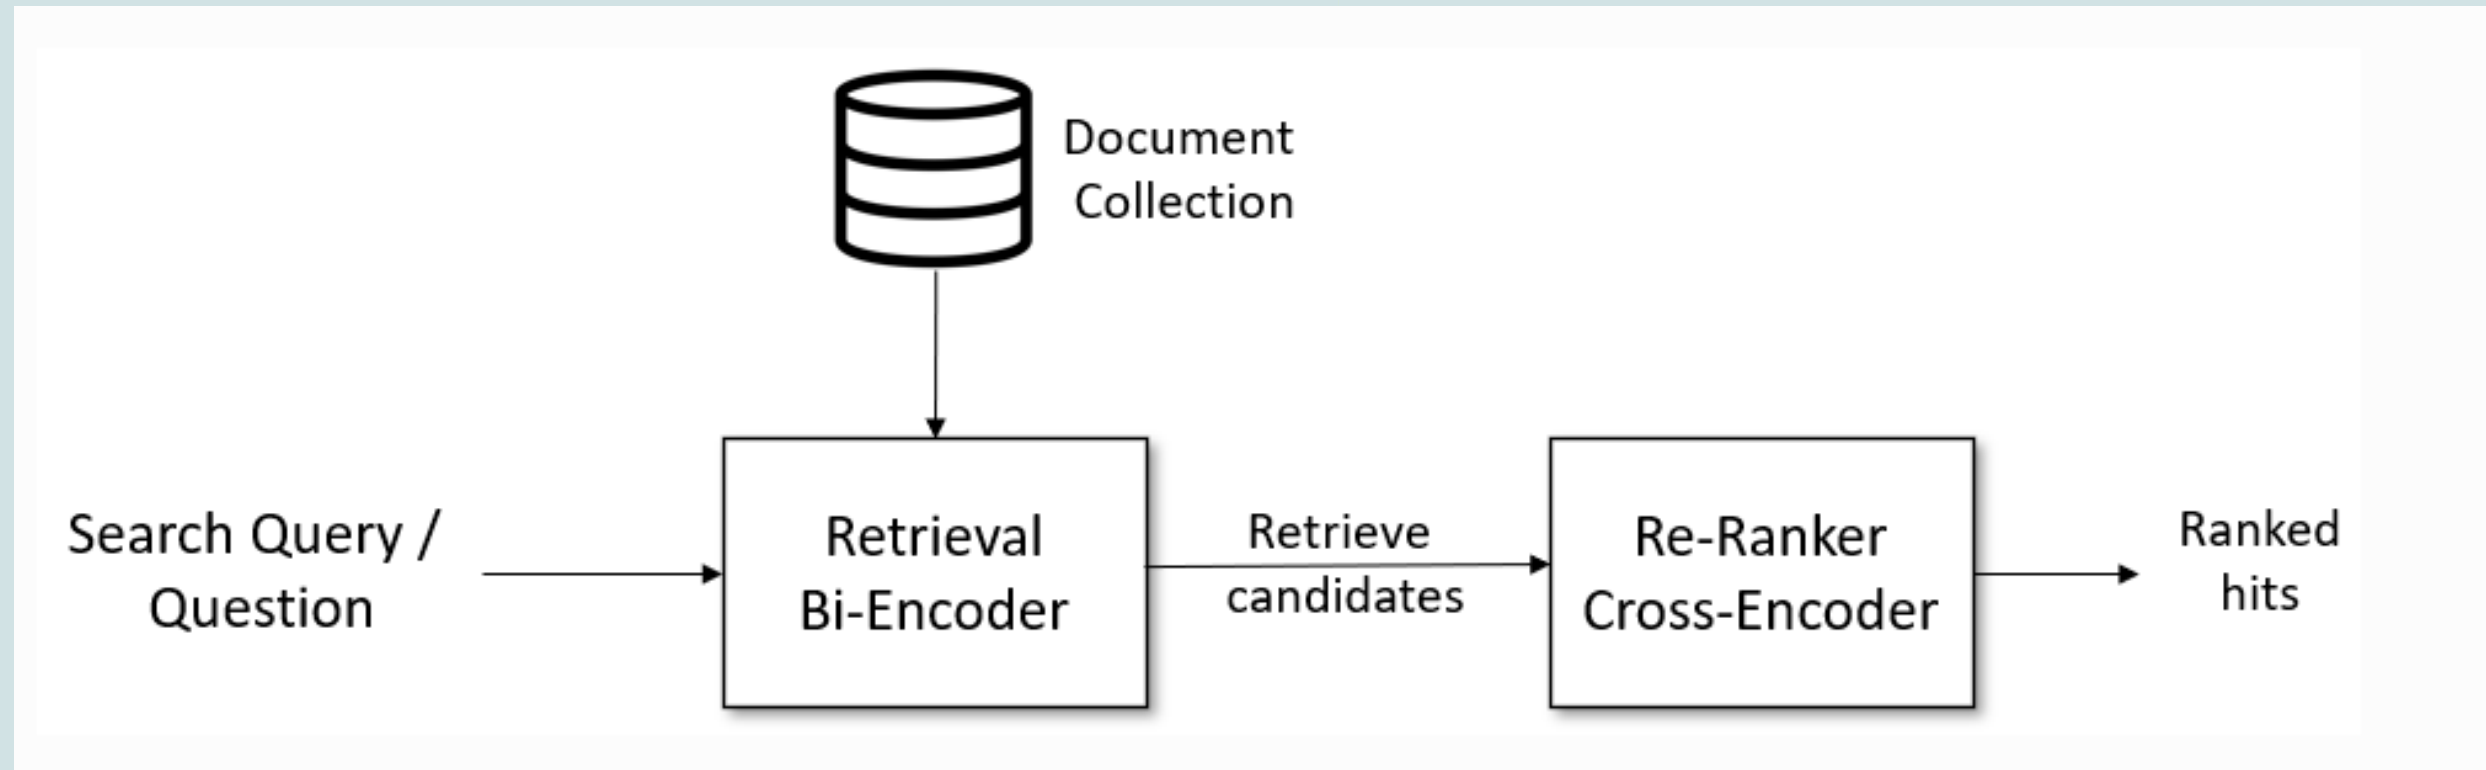 Document
Collection
Search Query /
Question
Retrieval
Bi-Encoder
Retrieve
candidates
Re-Ranker
Cross-Encoder
Ranked
hits